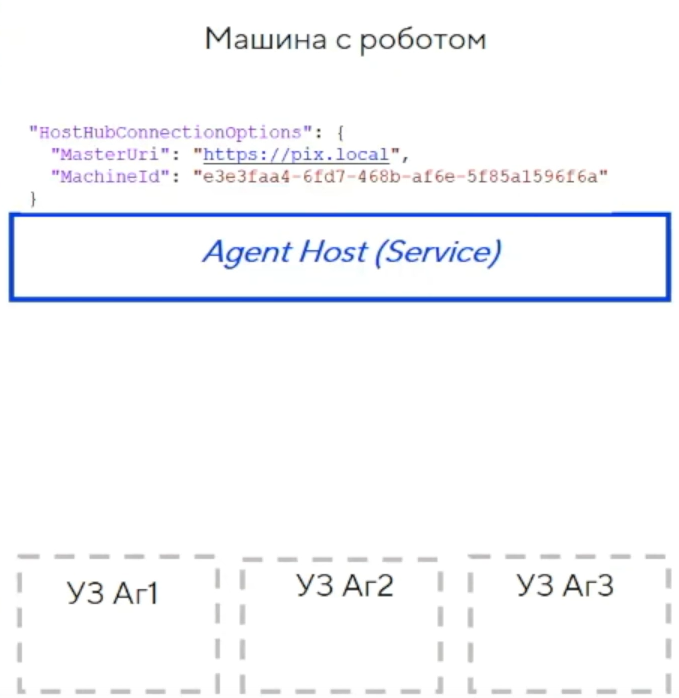 Машина с роботом
"HostHubConnectionOptions": {
"MasterUri": "https://pix.local",
"MachineId": "e3e3faa4-6fd7-468b-af6e-5f85a1596f6a"
}
Agent Host (Service)
УЗ Аг1
УЗ Аг2
УЗ Аг3